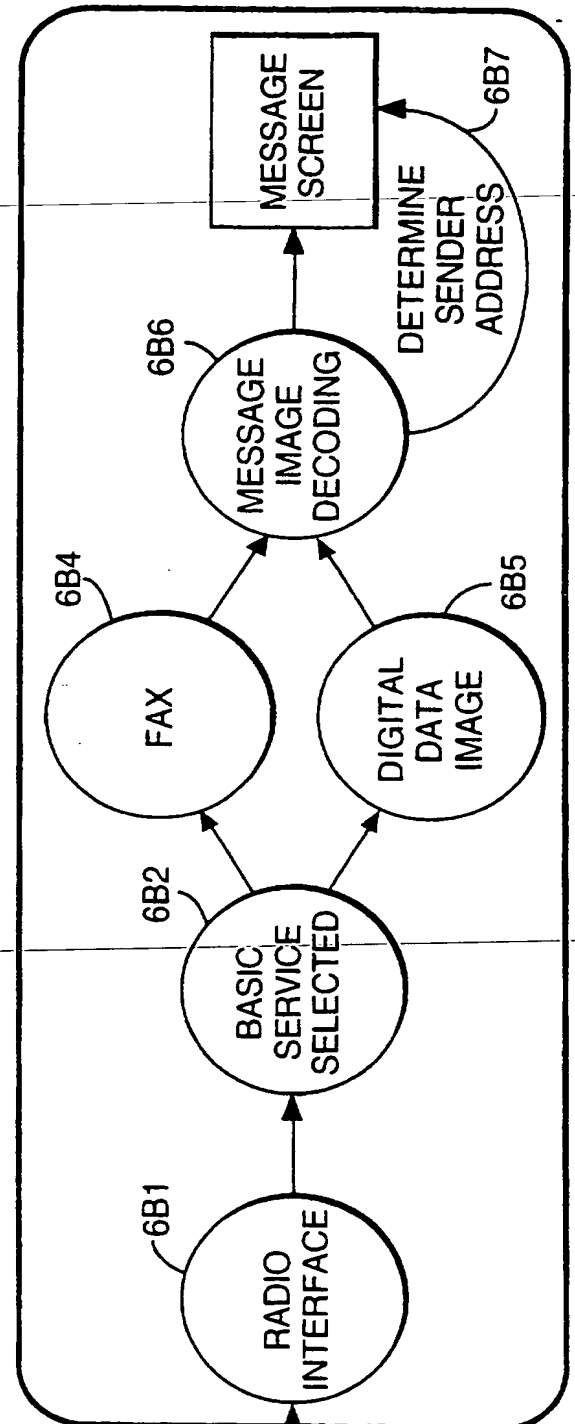 6B1
RADIO
INTERFACE
6B2
BASIC
SERVICE
SELECTED
6B4
FAX
6B5
DIGITAL
DATA
IMAGE
6B6
MESSAGE
IMAGE
DECODING
MESSAGE
SCREEN
DETERMINE
SENDER
ADDRESS
6B7